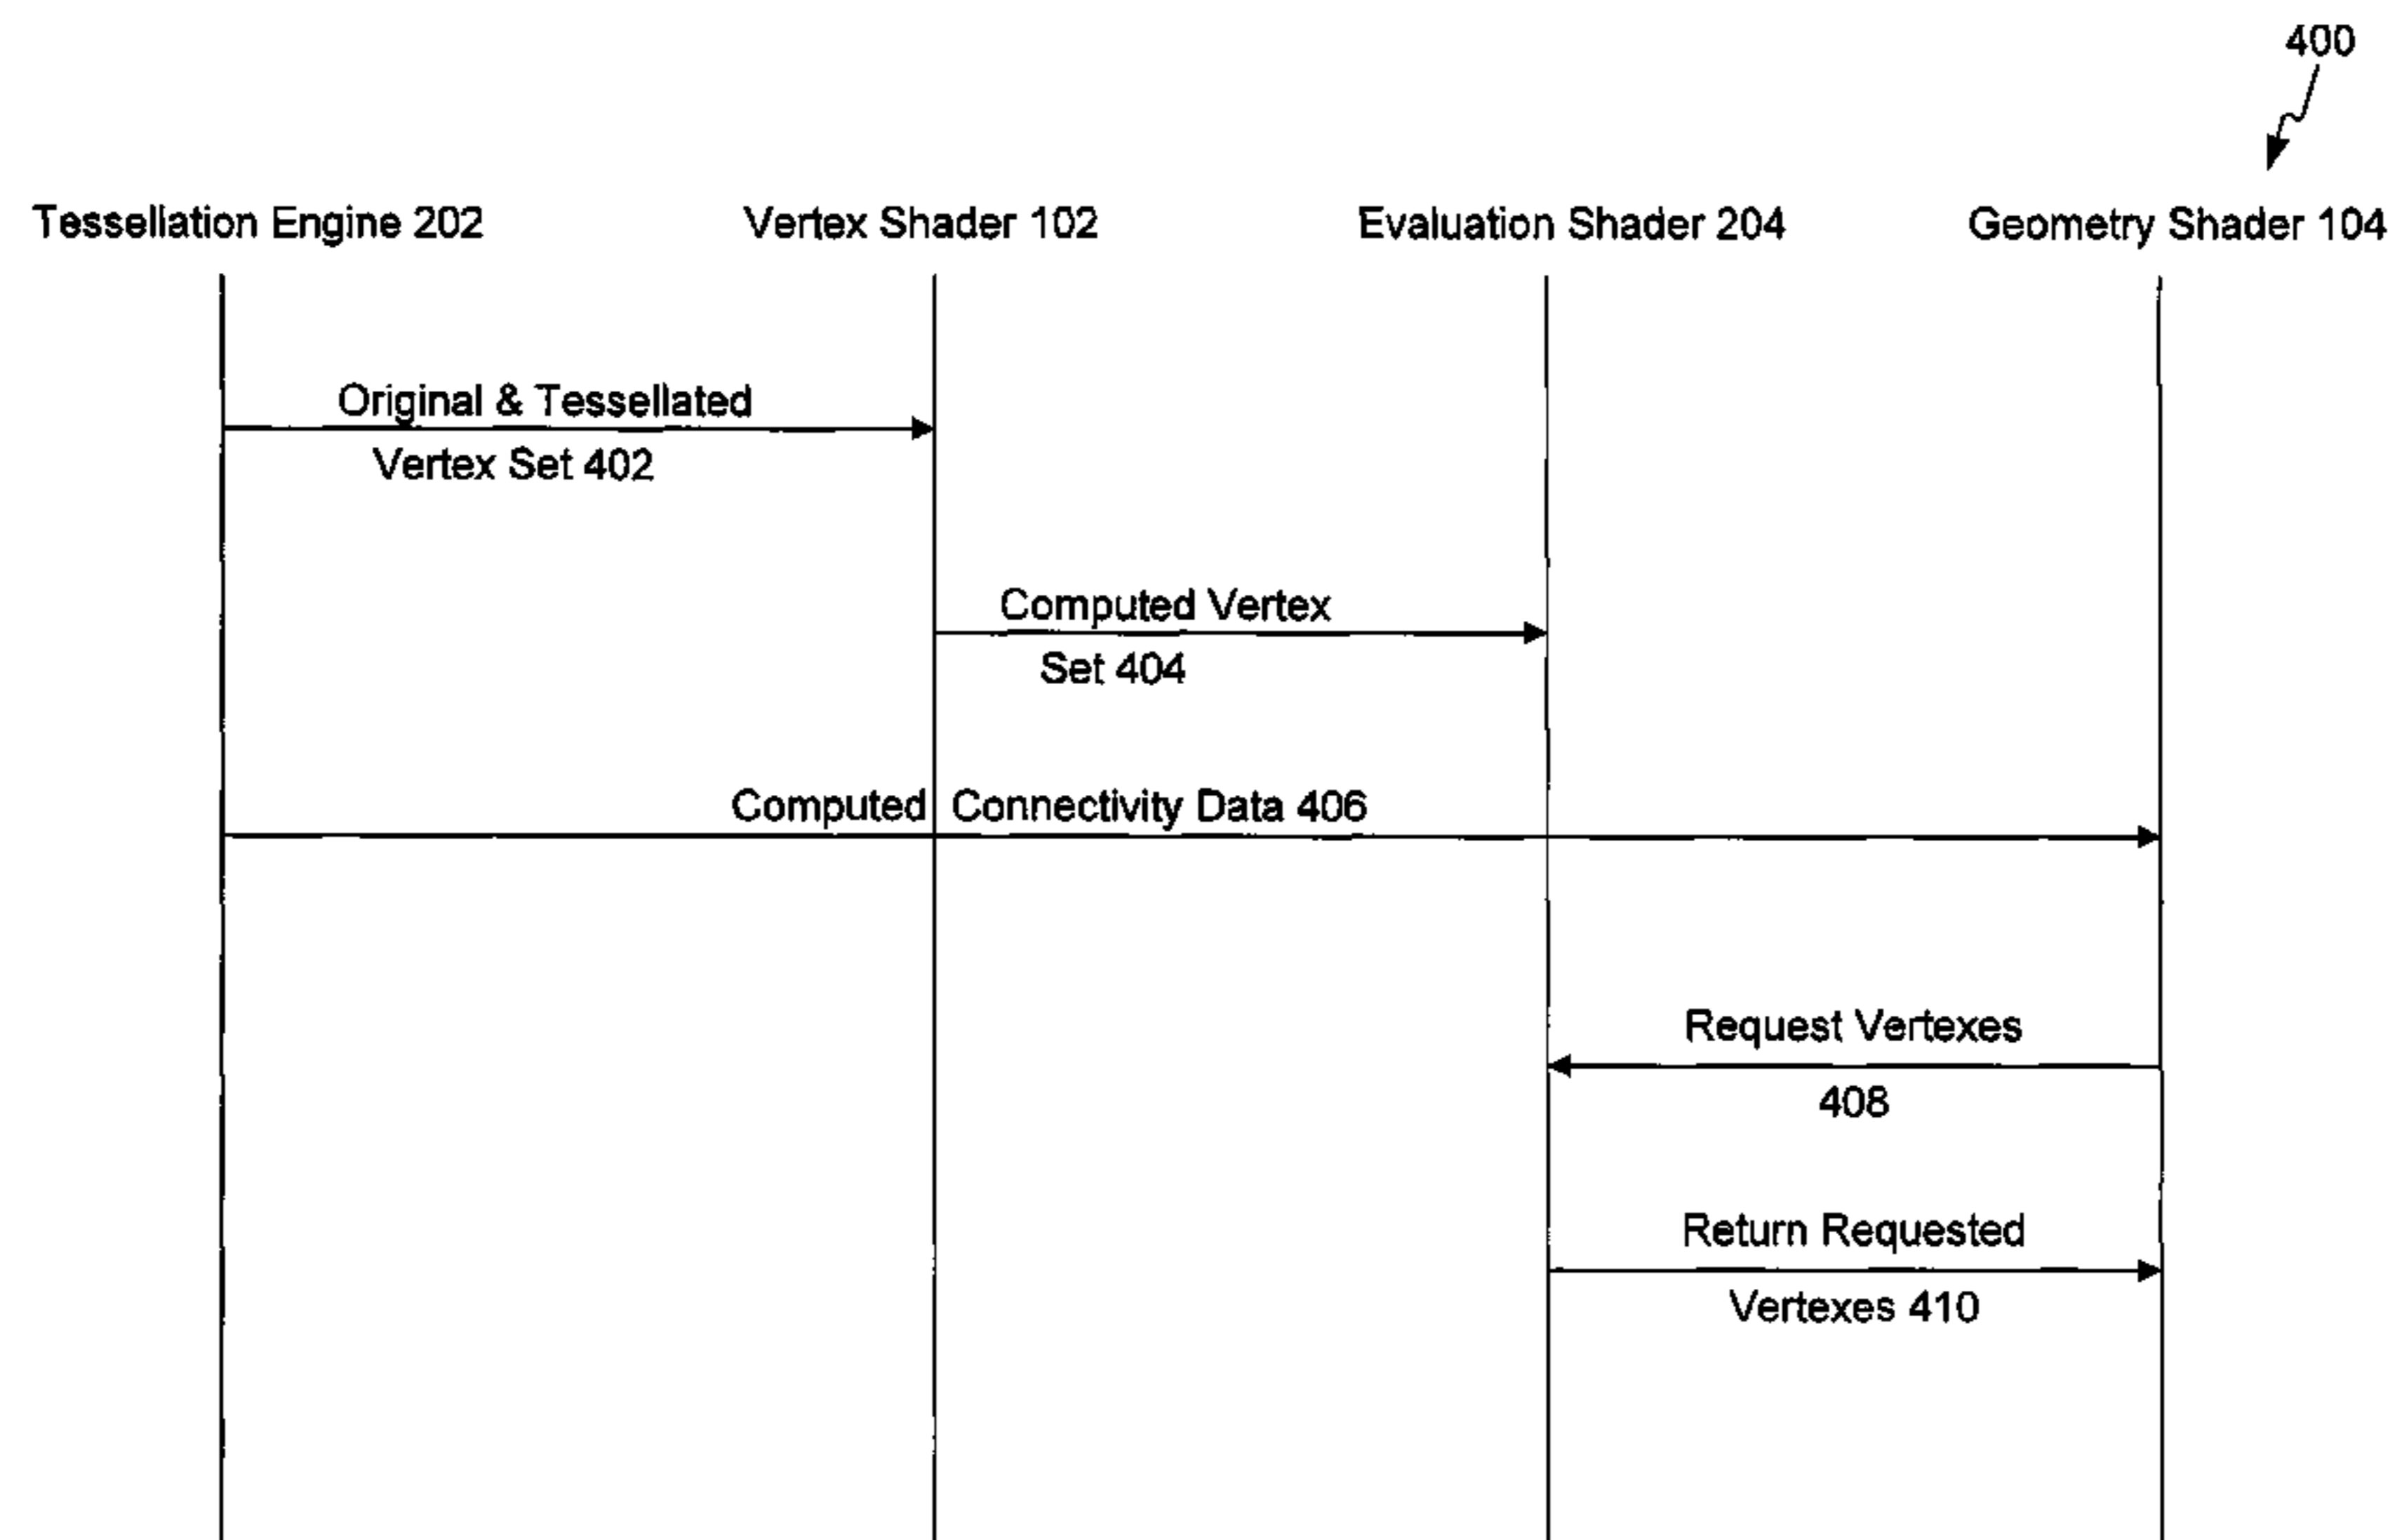 400
Tessellation Engine 202
Vertex Shader 102
Evaluation Shader 204
Geometry Shader 104
Original & Tessellated
Vertex Set 402
Computed Vertex
Set 404
Computed Connectivity Data 406
Request Vertexes
408
Return Requested
Vertexes 410